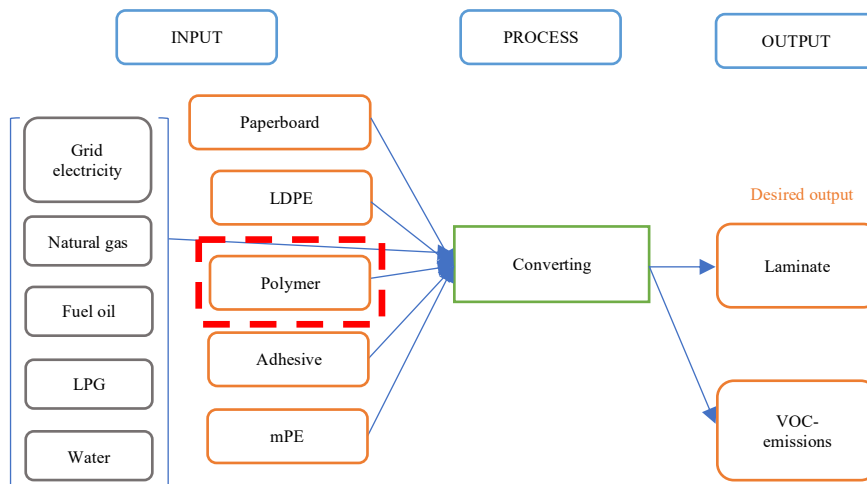 INPUT
PROCESS
OUTPUT
Grid
electricity
Natural gas
Fuel oil
LPG
Water
Paperboard
LDPE
Polymer
Adhesive
mPE
Converting
Desired output
Laminate
VOC-
emissions